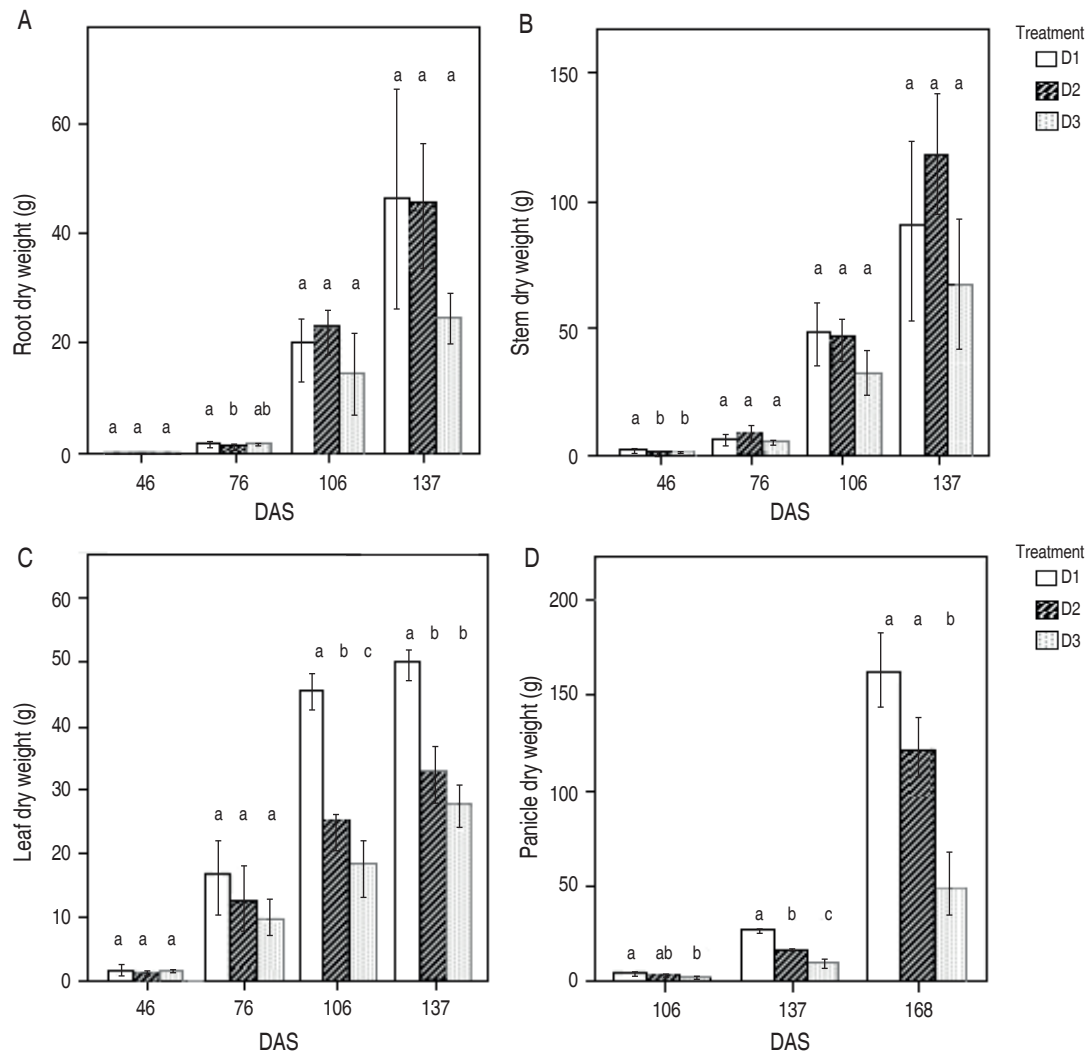 A
Root dry weight (g)
60
40
20
0
a a a
a b ab
a a a
a a a
46 76 106 137
DAS
B
Stem dry weight (g)
150
100
50
0
a b b
a a a
a a a
a a a
46 76 106 137
DAS
Treatment
D1
D2
D3
C
Leaf dry weight (g)
60
50
40
30
20
10
0
a a a
a a a
a b c
a b b
46 76 106 137
DAS
D
Panicle dry weight (g)
200
150
100
50
0
a ab b
a b c
a a b
106 137 168
DAS
Treatment
D1
D2
D3